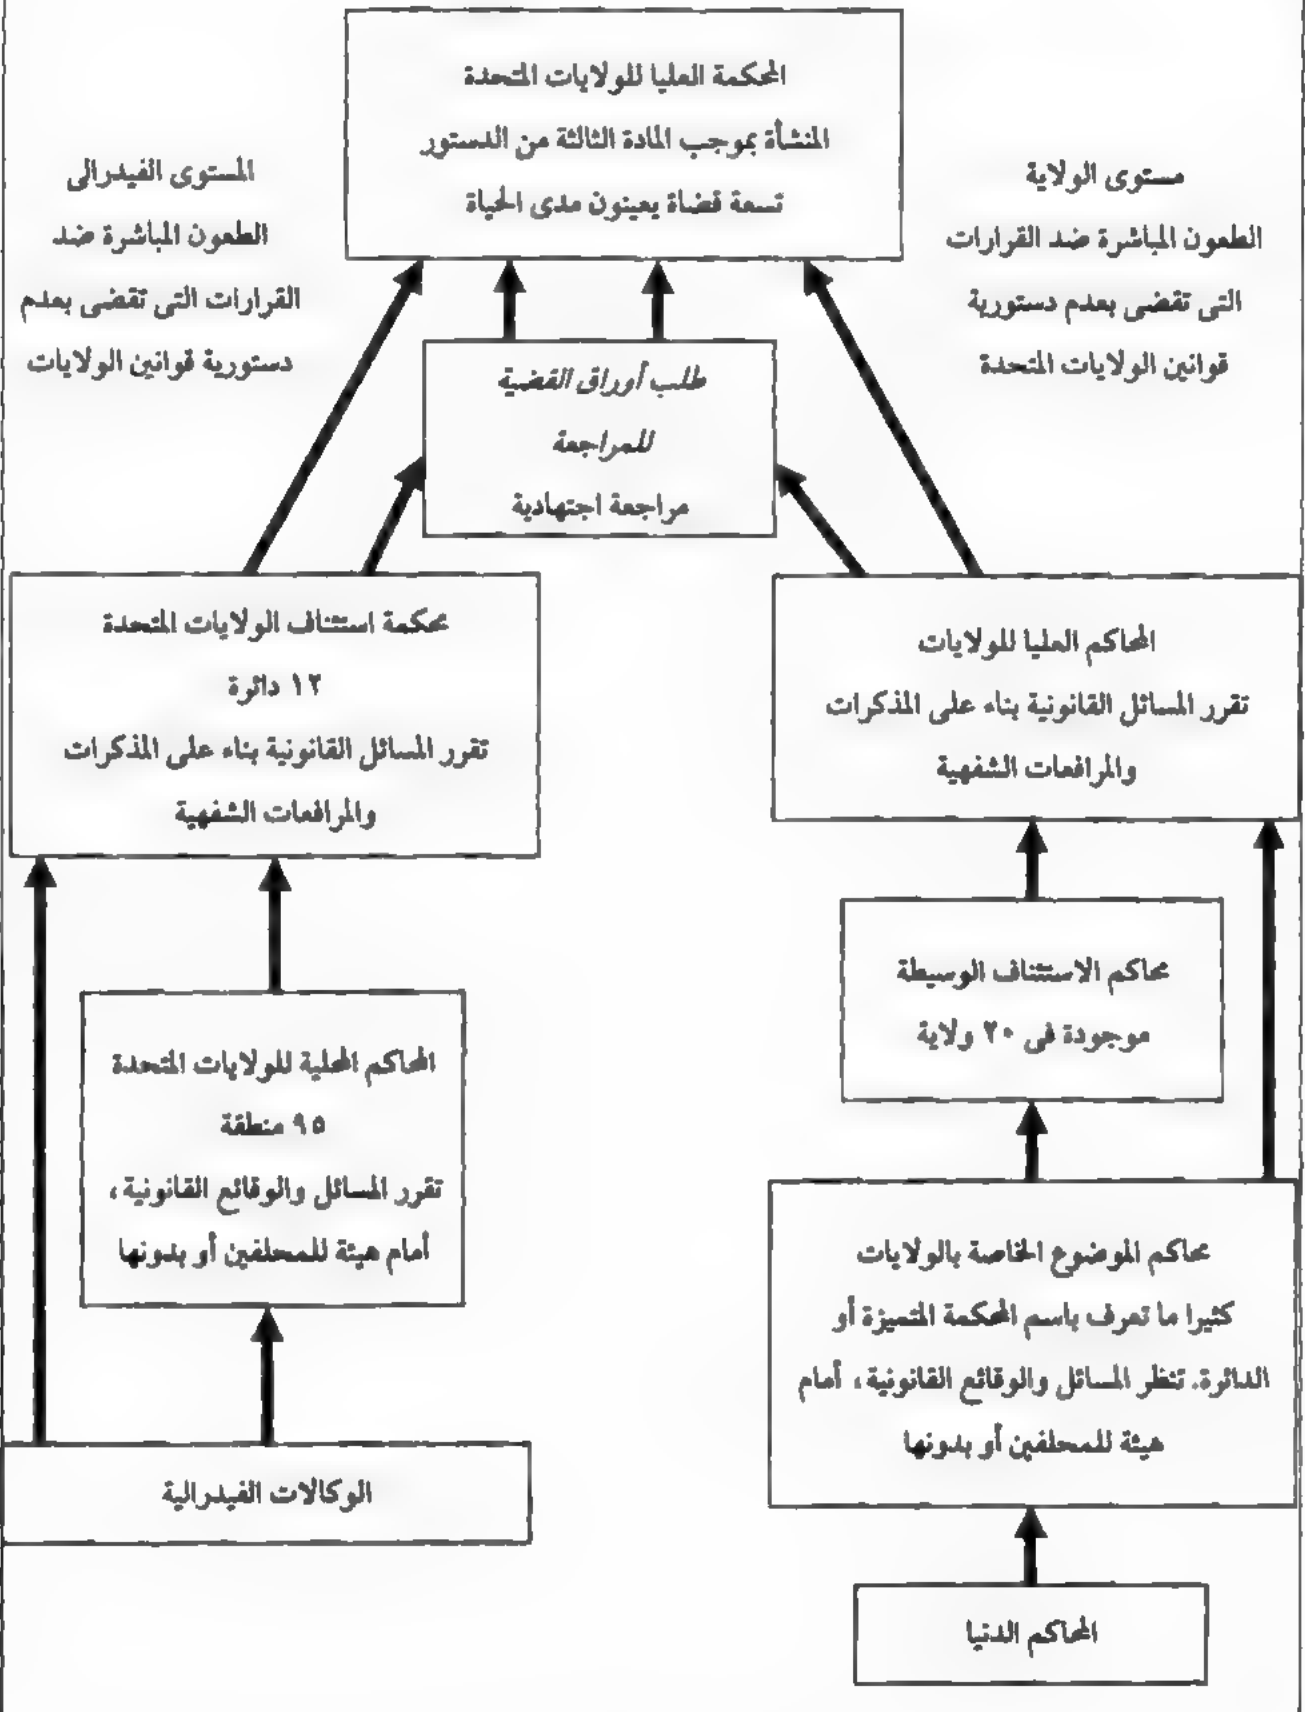 المحكمة العليا للولايات المتحدة
المنشأة بموجب المادة الثالثة من الدستور
تسعة قضاة يعينون مدى الحياة
مستوى الولاية
الطعون المباشرة ضد القرارات
التى تقضى بعدم دستورية
قوانين الولايات المتحدة
المستوى الفيدرالى
الطعون المباشرة ضد
القرارات التى تقضى بعدم
دستورية قوانين الولايات
طلب أوراق القضية
للمراجعة
مراجعة اجتهادية
المحاكم العليا للولايات
تقرر المسائل القانونية بناء على المذكرات
والمرافعات الشفهية
محكمة استئناف الولايات المتحدة
١٢ دائرة
تقرر المسائل القانونية بناء على المذكرات
والمرافعات الشفهية
محاكم الاستئناف الوسيطة
موجودة فى ٢٠ ولاية
المحاكم المحلية للولايات المتحدة
٩٥ منطقة
تقرر المسائل والوقائع القانونية،
أمام هيئة للمحلفين أو بدونها
محاكم الموضوع الخاصة بالولايات
كثيرا ما تعرف باسم المحكمة المتميزة أو
الدائرة. تنظر المسائل والوقائع القانونية، أمام
هيئة للمحلفين أو بدونها
الوكالات الفيدرالية
المحاكم الدنيا